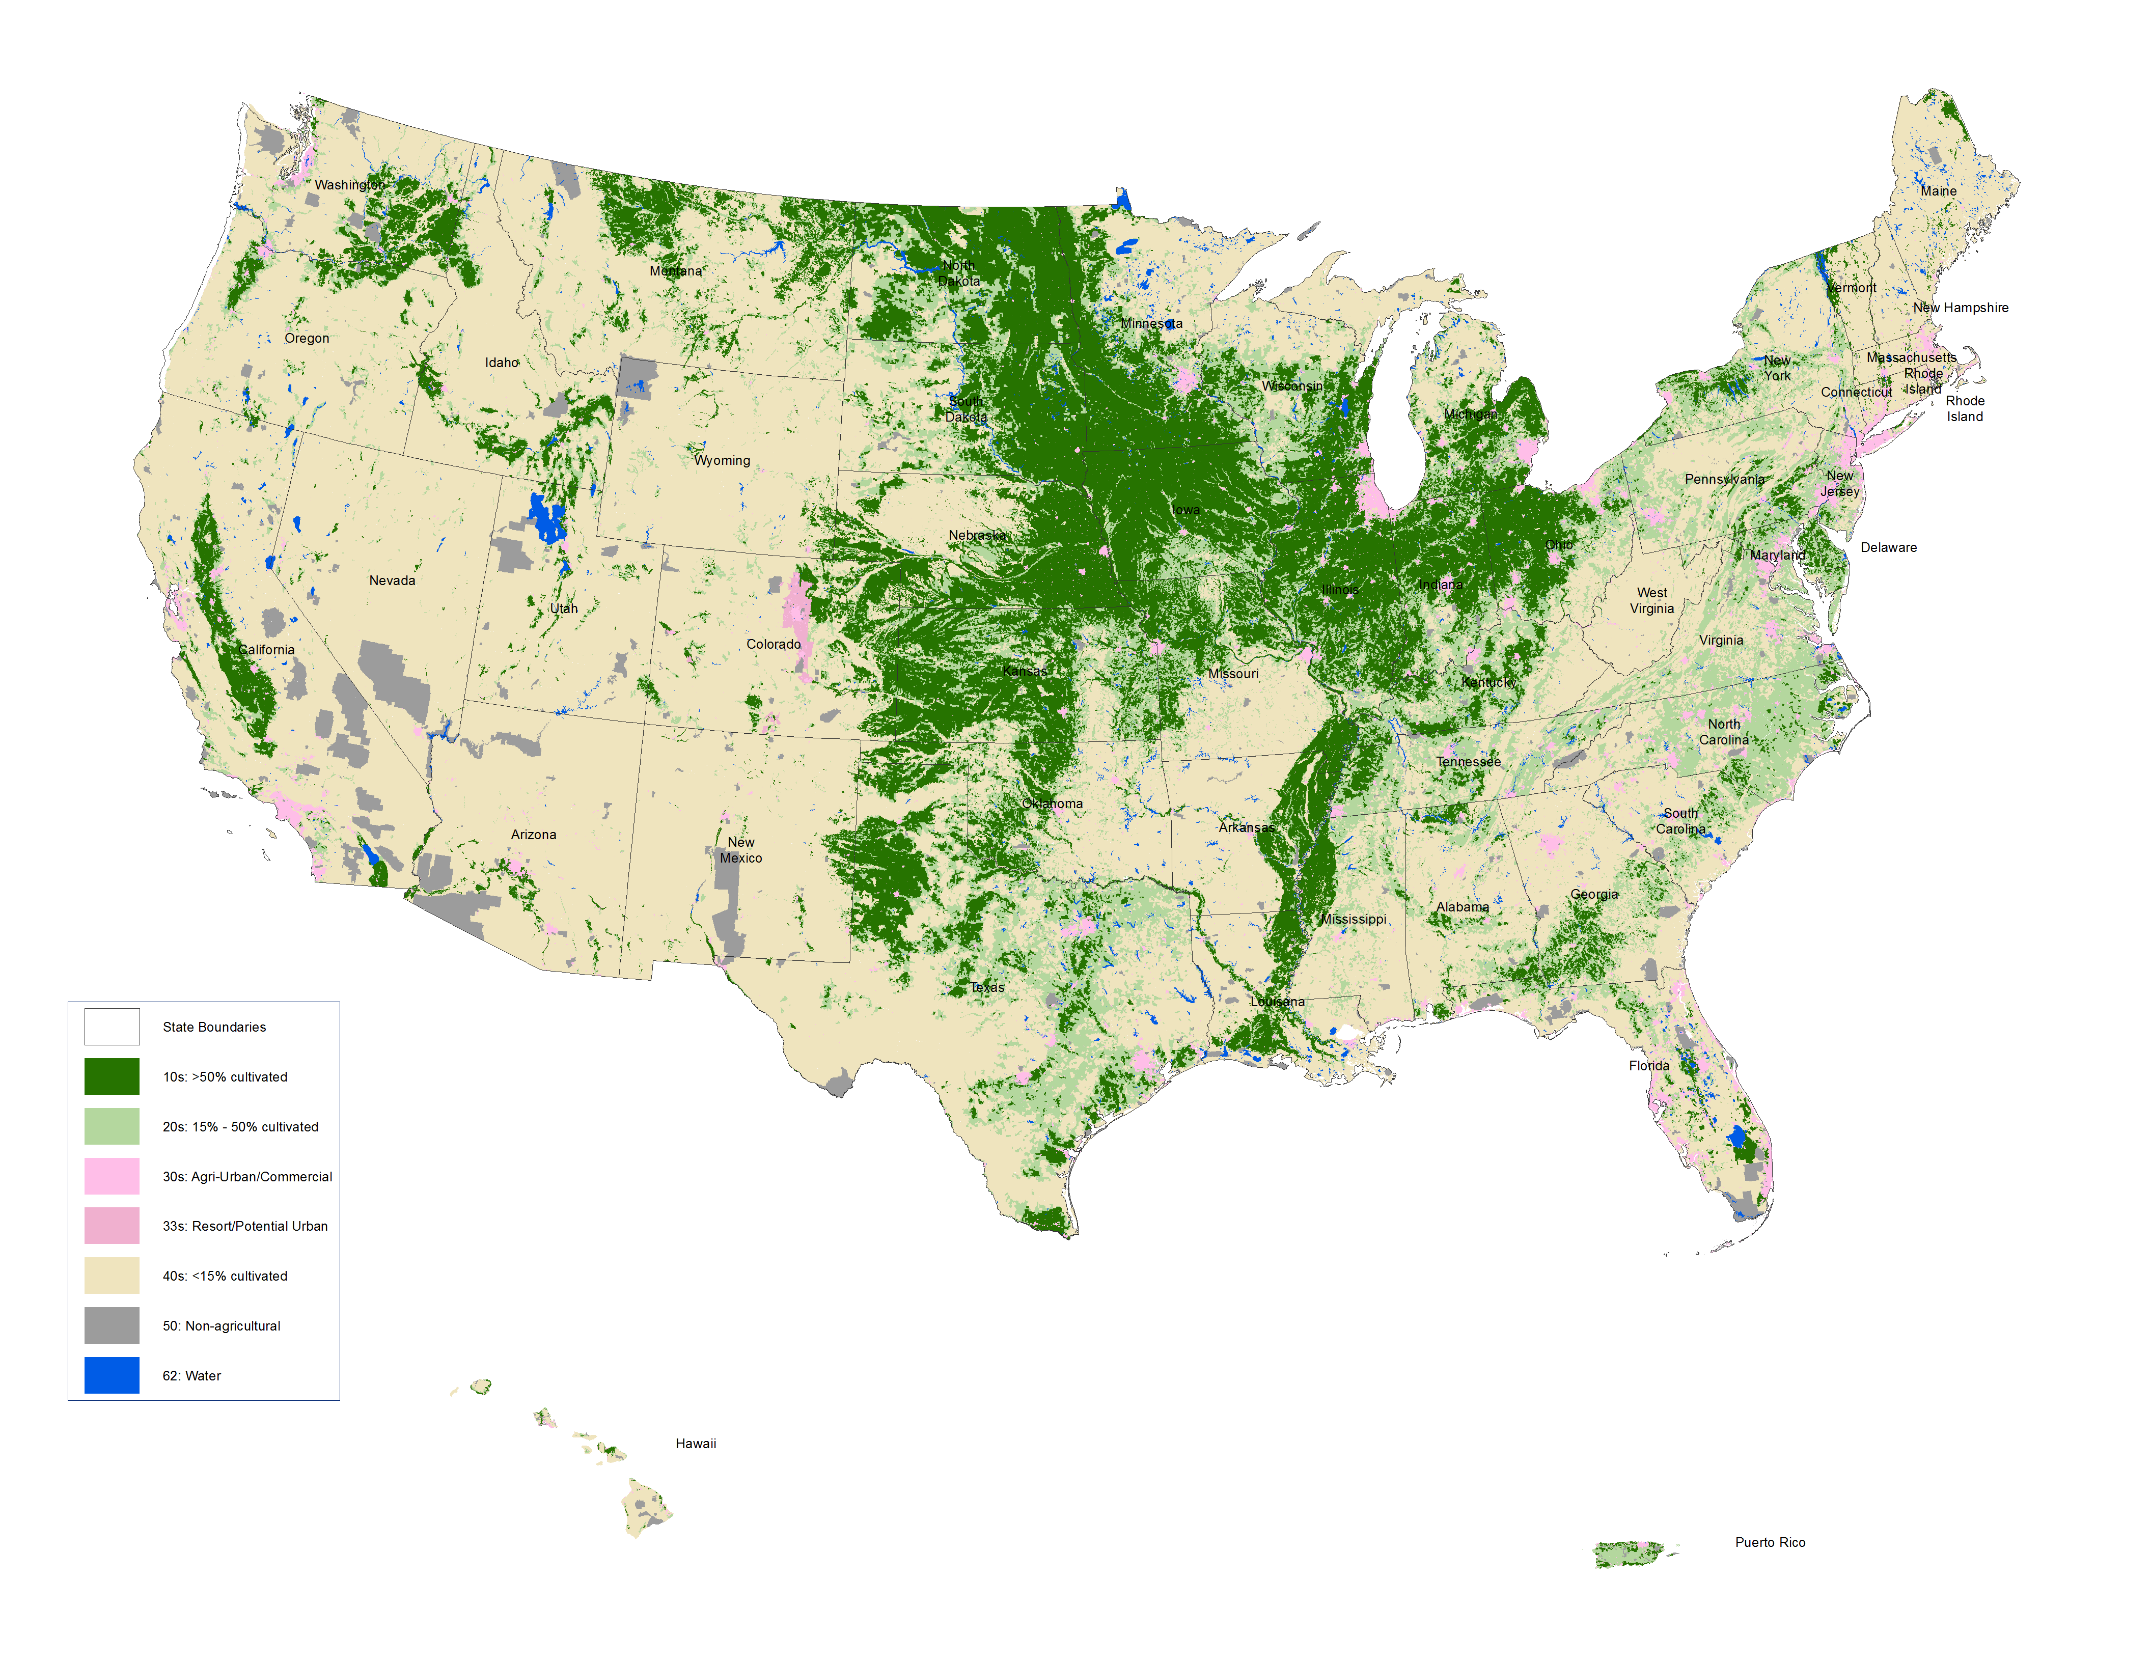 Washington
Maine
Montana
North
Dakota
Vermont
New Hampshire
Minnesota
Oregon
Idaho
New
York
Massachusetts
Rhode
Island
Connecticut
Rhode
Island
Wisconsin
South
Dakota
Michigan
Wyoming
Pennsylvania
New
Jersey
Iowa
Nebraska
Ohio
Maryland
Delaware
Nevada
Utah
Illinois
Indiana
West
Virginia
Virginia
California
Colorado
Kansas
Missouri
Kentucky
North
Carolina
Tennessee
Oklahoma
Arkansas
South
Carolina
Arizona
New
Mexico
Georgia
Alabama
Mississippi
Texas
Louisana
Florida
State Boundaries
10s: >50% cultivated
20s: 15% - 50% cultivated
30s: Agri-Urban/Commercial
33s: Resort/Potential Urban
40s: <15% cultivated
50: Non-agricultural
62: Water
Hawaii
Puerto Rico